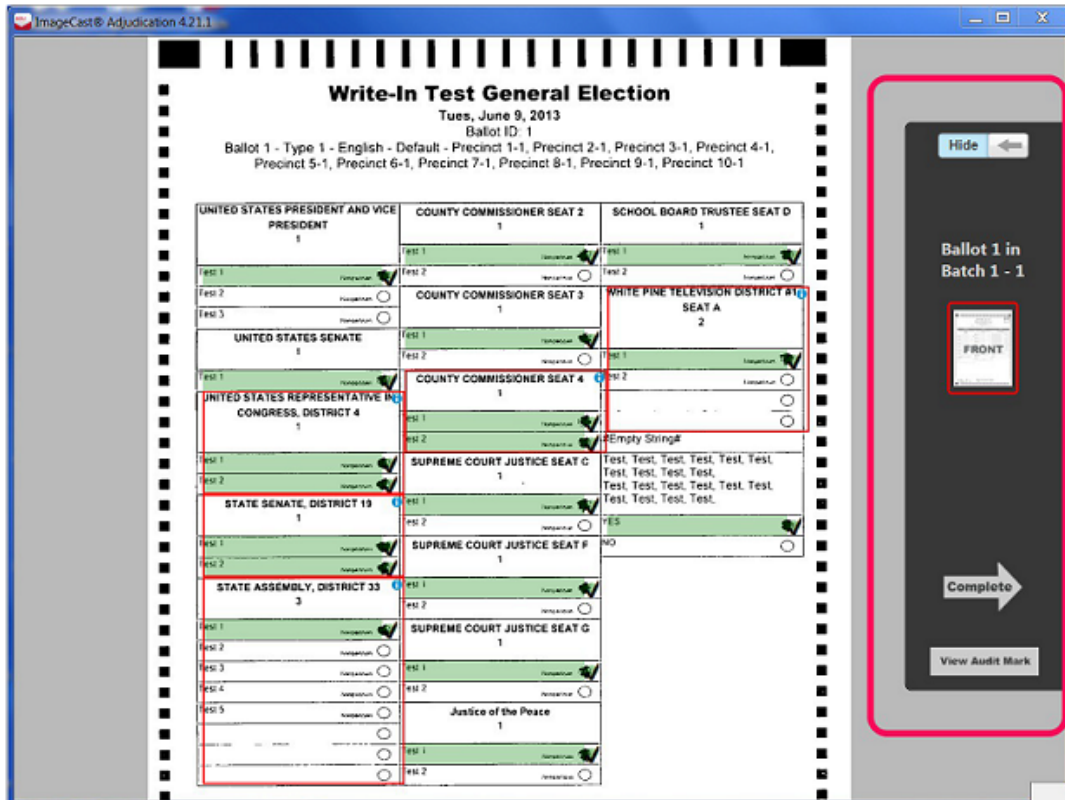 ImageCast® Adjudication 4.21.1
Write-In Test General Election
Tues, June 9, 2013
Ballot ID: 1
Ballot 1 - Type 1 - English - Default - Precinct 1-1, Precinct 2-1, Precinct 3-1, Precinct 4-1,
Precinct 5-1, Precinct 6-1, Precinct 7-1, Precinct 8-1, Precinct 9-1, Precinct 10-1
UNITED STATES PRESIDENT AND VICE
PRESIDENT
1
Test 1
Test 2
Test 3
UNITED STATES SENATE
1
Test 1
UNITED STATES REPRESENTATIVE IN
CONGRESS, DISTRICT 4
1
Test 1
Test 2
STATE SENATE, DISTRICT 19
1
Test 1
Test 2
STATE ASSEMBLY, DISTRICT 33
3
Test 1
Test 2
Test 3
Test 4
Test 5
COUNTY COMMISSIONER SEAT 2
1
Test 1
Test 2
COUNTY COMMISSIONER SEAT 3
1
Test 1
Test 2
COUNTY COMMISSIONER SEAT 4
1
Test 1
Test 2
SUPREME COURT JUSTICE SEAT C
1
Test 1
Test 2
SUPREME COURT JUSTICE SEAT F
1
Test 1
Test 2
SUPREME COURT JUSTICE SEAT G
1
Test 1
Test 2
Justice of the Peace
1
Test 1
Test 2
SCHOOL BOARD TRUSTEE SEAT D
1
Test 1
Test 2
WHITE PINE TELEVISION DISTRICT #1
SEAT A
2
Test 1
Test 2
#Empty String#
Test, Test, Test, Test, Test, Test,
Test, Test, Test, Test,
Test, Test, Test, Test, Test, Test,
Test, Test, Test, Test,
YES
NO
Hide
Ballot 1 in
Batch 1 - 1
FRONT
Complete
View Audit Mark